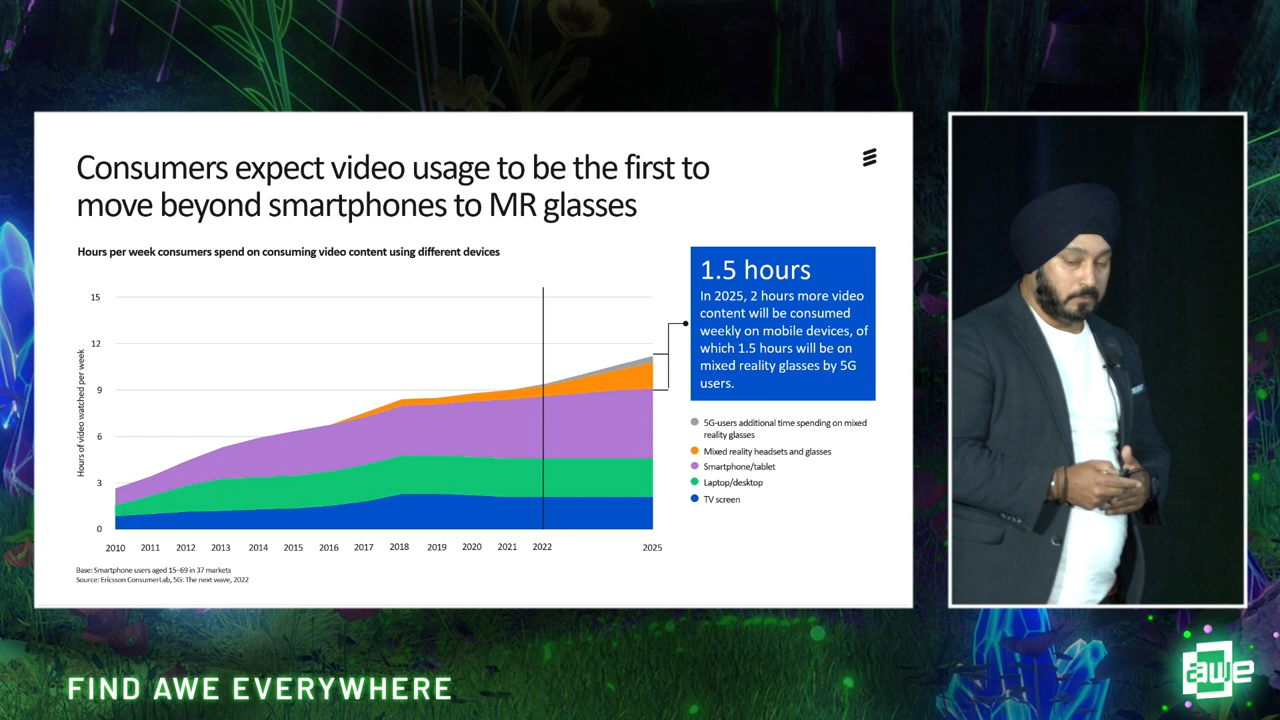 Consumers expect video usage to be the first to
move beyond smartphones to MR glasses
Hours per week consumers spend on consuming video content using different devices
Hours of video watched per week
15
12
9
6
3
0
2010 2011 2012 2013 2014 2015 2016 2017 2018 2019 2020 2021 2022 2025
1.5 hours
In 2025, 2 hours more video
content will be consumed
weekly on mobile devices, of
which 1.5 hours will be on
mixed reality glasses by 5G
users.
5G-users additional time spending on mixed
reality glasses
Mixed reality headsets and glasses
Smartphone/tablet
Laptop/desktop
TV screen
Base: Smartphone users aged 15–69 in 37 markets
Source: Ericsson ConsumerLab, 5G: The next wave, 2022
FIND AWE EVERYWHERE
awe